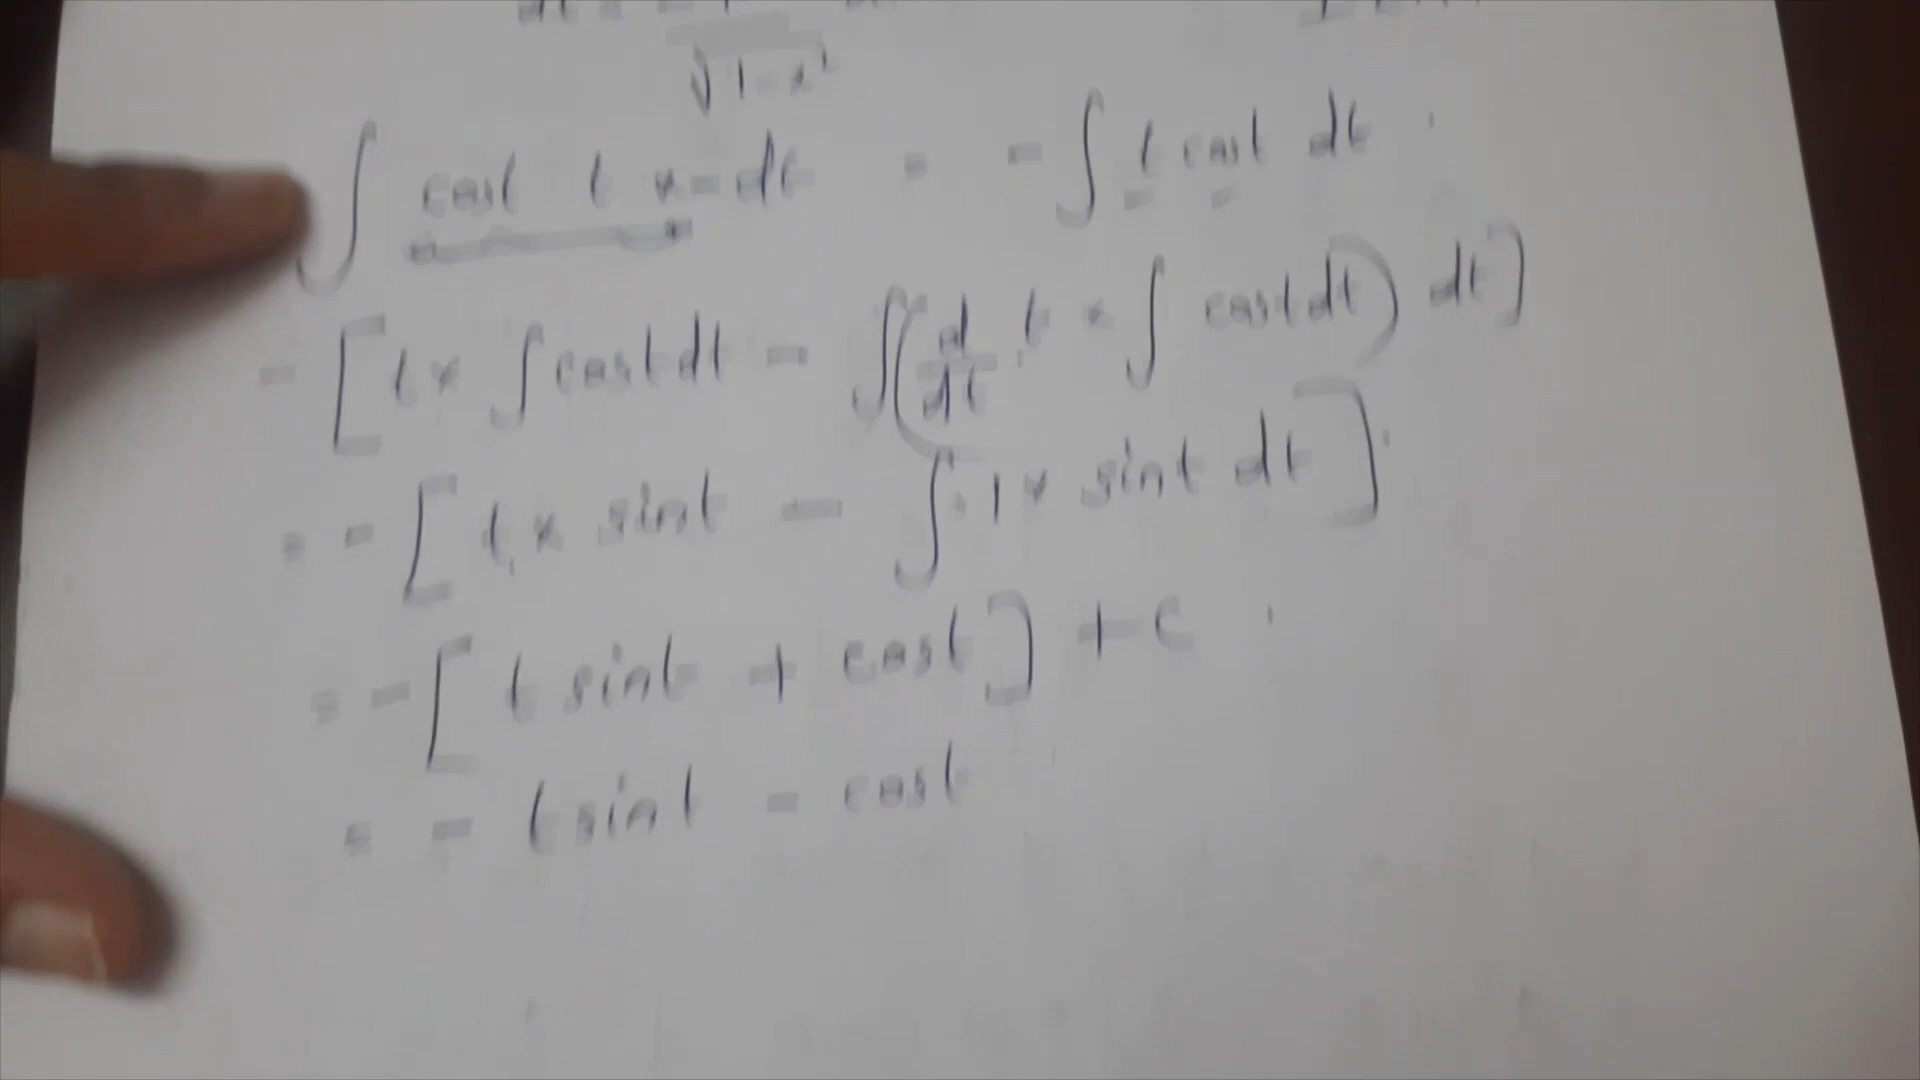 √1-x²
∫ cost t x - dt = - ∫ t cost dt
- [ t x ∫ cost dt - ∫ ( d/dt t x ∫ cost dt ) dt ]
= - [ t x sint - ∫ 1 x sint dt ]
= - [ t sint + cost ] + c
= - t sint - cost